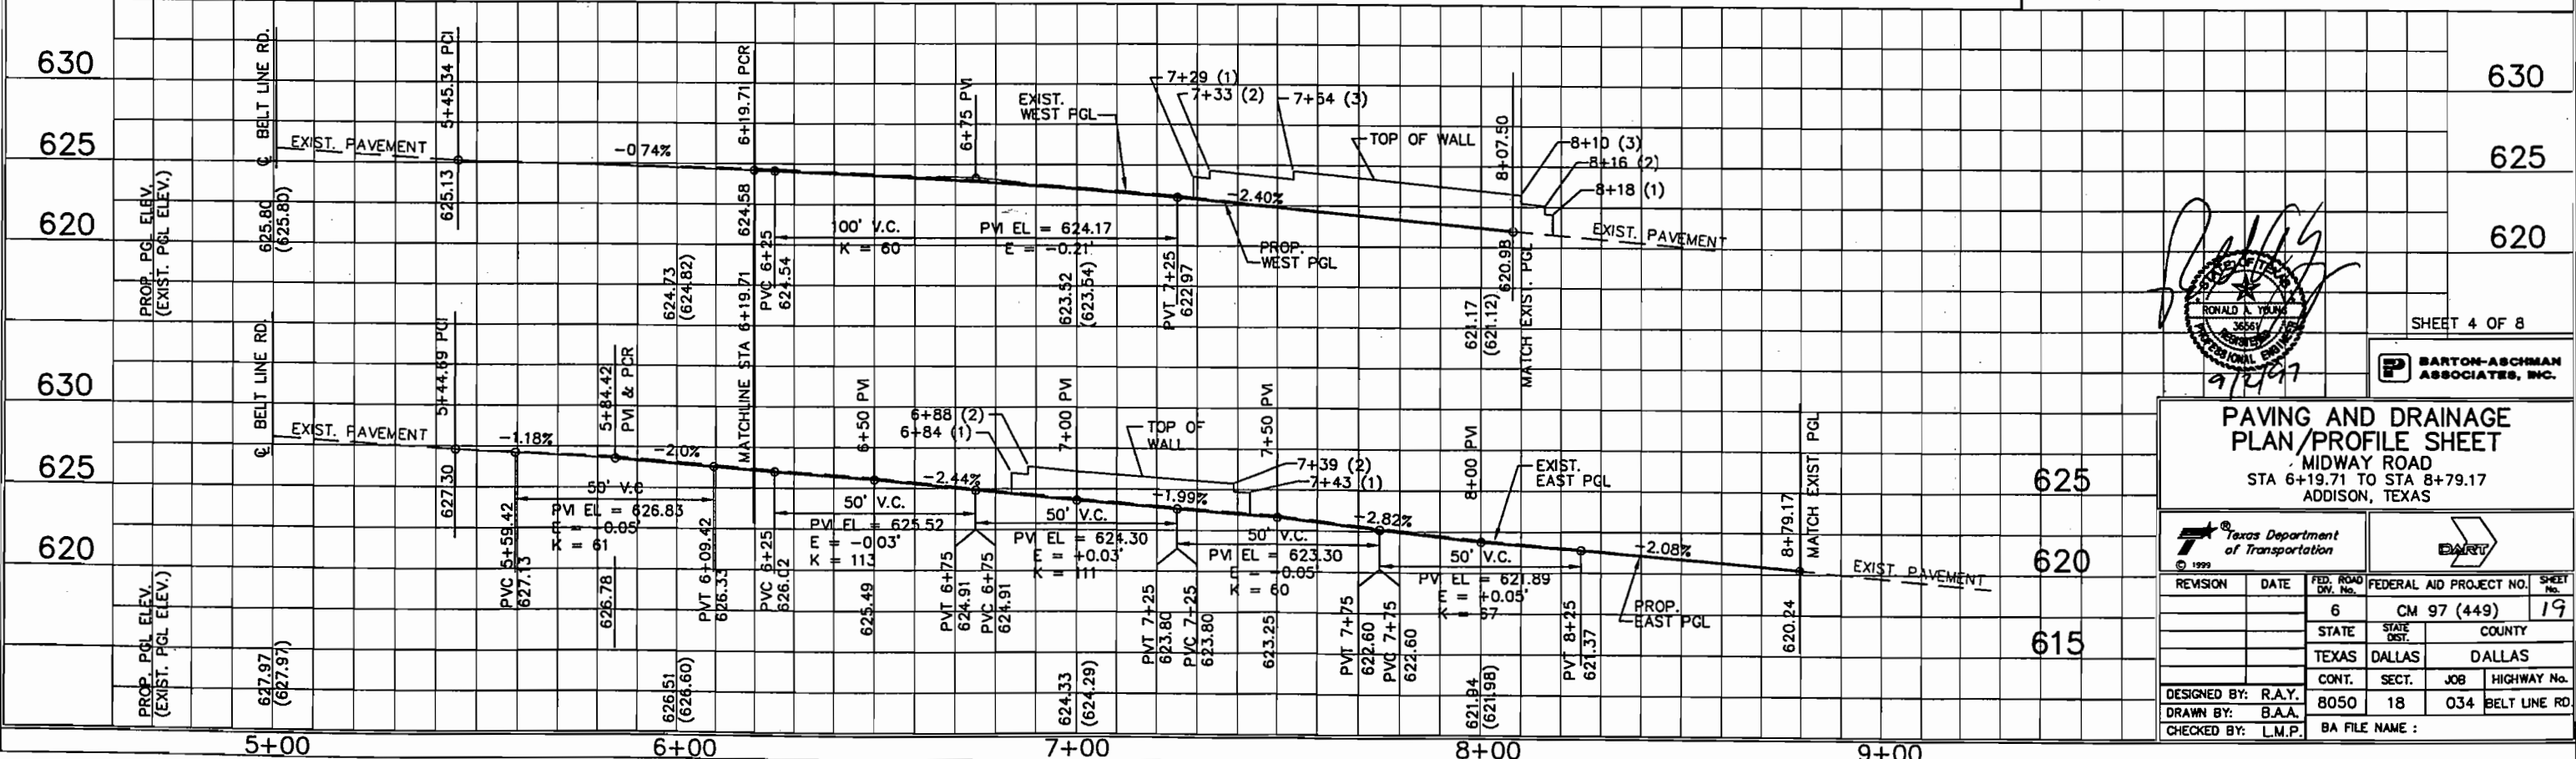 630
625
620
PROP. PGL ELEV.
(EXIST. PGL ELEV.)
℄ BELT LINE RD.
625.80
(625.80)
EXIST. PAVEMENT
5+45.34 PCI
625.13
-0.74%
624.73
(624.82)
6+19.71 PCR
624.58
MATCHLINE STA 6+19.71
PVC 6+25
624.54
6+75 PVI
100' V.C.
K = 60
PVI EL = 624.17
E = -0.21'
EXIST.
WEST PGL
623.52
(623.54)
PVT 7+25
622.97
7+29 (1)
7+33 (2)
7+54 (3)
-2.40%
PROP.
WEST PGL
TOP OF WALL
8+07.50
620.98
621.17
(621.12)
MATCH EXIST. PGL
8+10 (3)
8+16 (2)
8+18 (1)
EXIST. PAVEMENT
630
625
620
630
625
620
PROP. PGL ELEV.
(EXIST. PGL ELEV.)
℄ BELT LINE RD.
627.97
(627.97)
EXIST. PAVEMENT
5+44.69 PCI
627.30
-1.18%
PVC 5+59.42
627.13
5+84.42
PVI & PCR
626.78
50' V.C
PVI EL = 626.83
E = -0.05'
K = 61
-2.0%
626.51
(626.60)
PVT 6+09.42
626.33
PVC 6+25
626.02
6+50 PVI
50' V.C.
PVI EL = 625.52
E = -0.03'
K = 113
625.49
-2.44%
PVT 6+75
624.91
PVC 6+75
624.91
6+88 (2)
6+84 (1)
7+00 PVI
50' V.C.
PVI EL = 624.30
E = +0.03'
K = 111
624.33
(624.29)
TOP OF
WALL
-1.99%
PVT 7+25
623.80
PVC 7+25
623.80
7+50 PVI
7+39 (2)
7+43 (1)
50' V.C.
PVI EL = 623.30
E = -0.05'
K = 60
623.25
-2.82%
PVT 7+75
622.60
PVC 7+75
622.60
8+00 PVI
EXIST.
EAST PGL
50' V.C.
PVI EL = 621.89
E = +0.05'
K = 67
621.94
(621.98)
PVT 8+25
621.37
-2.08%
PROP.
EAST PGL
8+79.17
MATCH EXIST. PGL
620.24
EXIST. PAVEMENT
625
620
615
5+00
6+00
7+00
8+00
9+00
STATE OF TEXAS
RONALD A. YOUNG
36561
REGISTERED
PROFESSIONAL ENGINEER
9/2/97
SHEET 4 OF 8
BARTON-ASCHMAN
ASSOCIATES, INC.
PAVING AND DRAINAGE
PLAN/PROFILE SHEET
MIDWAY ROAD
STA 6+19.71 TO STA 8+79.17
ADDISON, TEXAS
® Texas Department
of Transportation
© 1999
DART
REVISION DATE
FED. ROAD DIV. No. FEDERAL AID PROJECT NO. SHEET No.
6 CM 97 (449) 19
STATE STATE DIST. COUNTY
TEXAS DALLAS DALLAS
CONT. SECT. JOB HIGHWAY No.
8050 18 034 BELT LINE RD.
DESIGNED BY: R.A.Y.
DRAWN BY: B.A.A.
CHECKED BY: L.M.P.
BA FILE NAME :